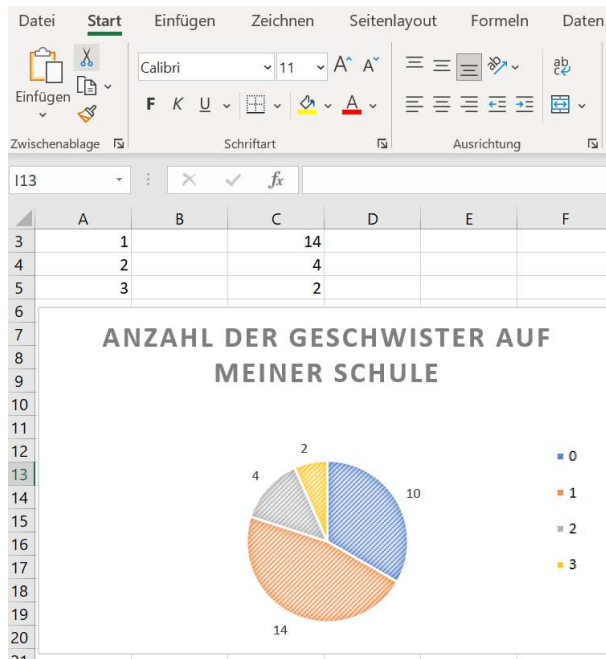 Datei Start Einfügen Zeichnen Seitenlayout Formeln Daten
Einfügen
Calibri 11 A A ab c
F K U A
Zwischenablage Schriftart Ausrichtung
I13 fx
A B C D E F
3 1 14
4 2 4
5 3 2
6
7
8
9
10
11
12
13
14
15
16
17
18
19
20
21
ANZAHL DER GESCHWISTER AUF
MEINER SCHULE
2
4
10
14
0
1
2
3